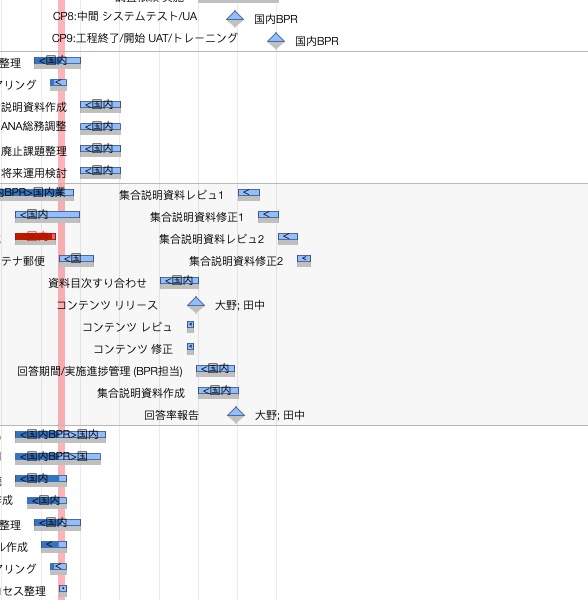 CP8:中間 システムテスト/UA 国内BPR
CP9:工程終了/開始 UAT/トレーニング 国内BPR
整理 <国内
アリング <
説明資料作成 <国内
ANA総務調整 <国内
廃止課題整理 <国内
将来運用検討 <国内
内BPR>国内業 集合説明資料レビュ1 <
<国内 集合説明資料修正1 <
集合説明資料レビュ2 <
テナ郵便 <国 集合説明資料修正2 <
資料目次すり合わせ <国内
コンテンツ リリース 大野; 田中
コンテンツ レビュ <
コンテンツ 修正 <
回答期間/実施進捗管理 (BPR担当) <国内
集合説明資料作成 <国内
回答率報告 大野; 田中
<国内BPR>国内
<国内BPR>国
<国内
作成 <国内
整理 <国内
ル作成 <
アリング <
セス整理